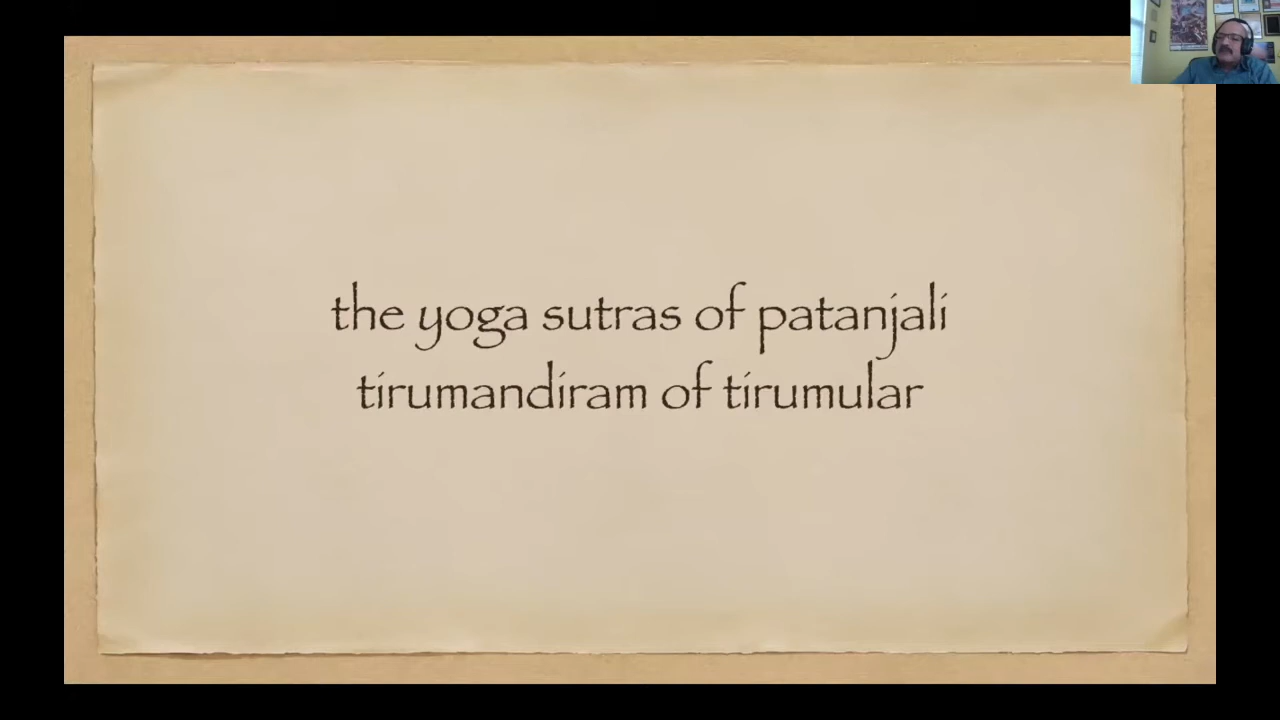 the yoga sutras of patanjali
tirumandiram of tirumular